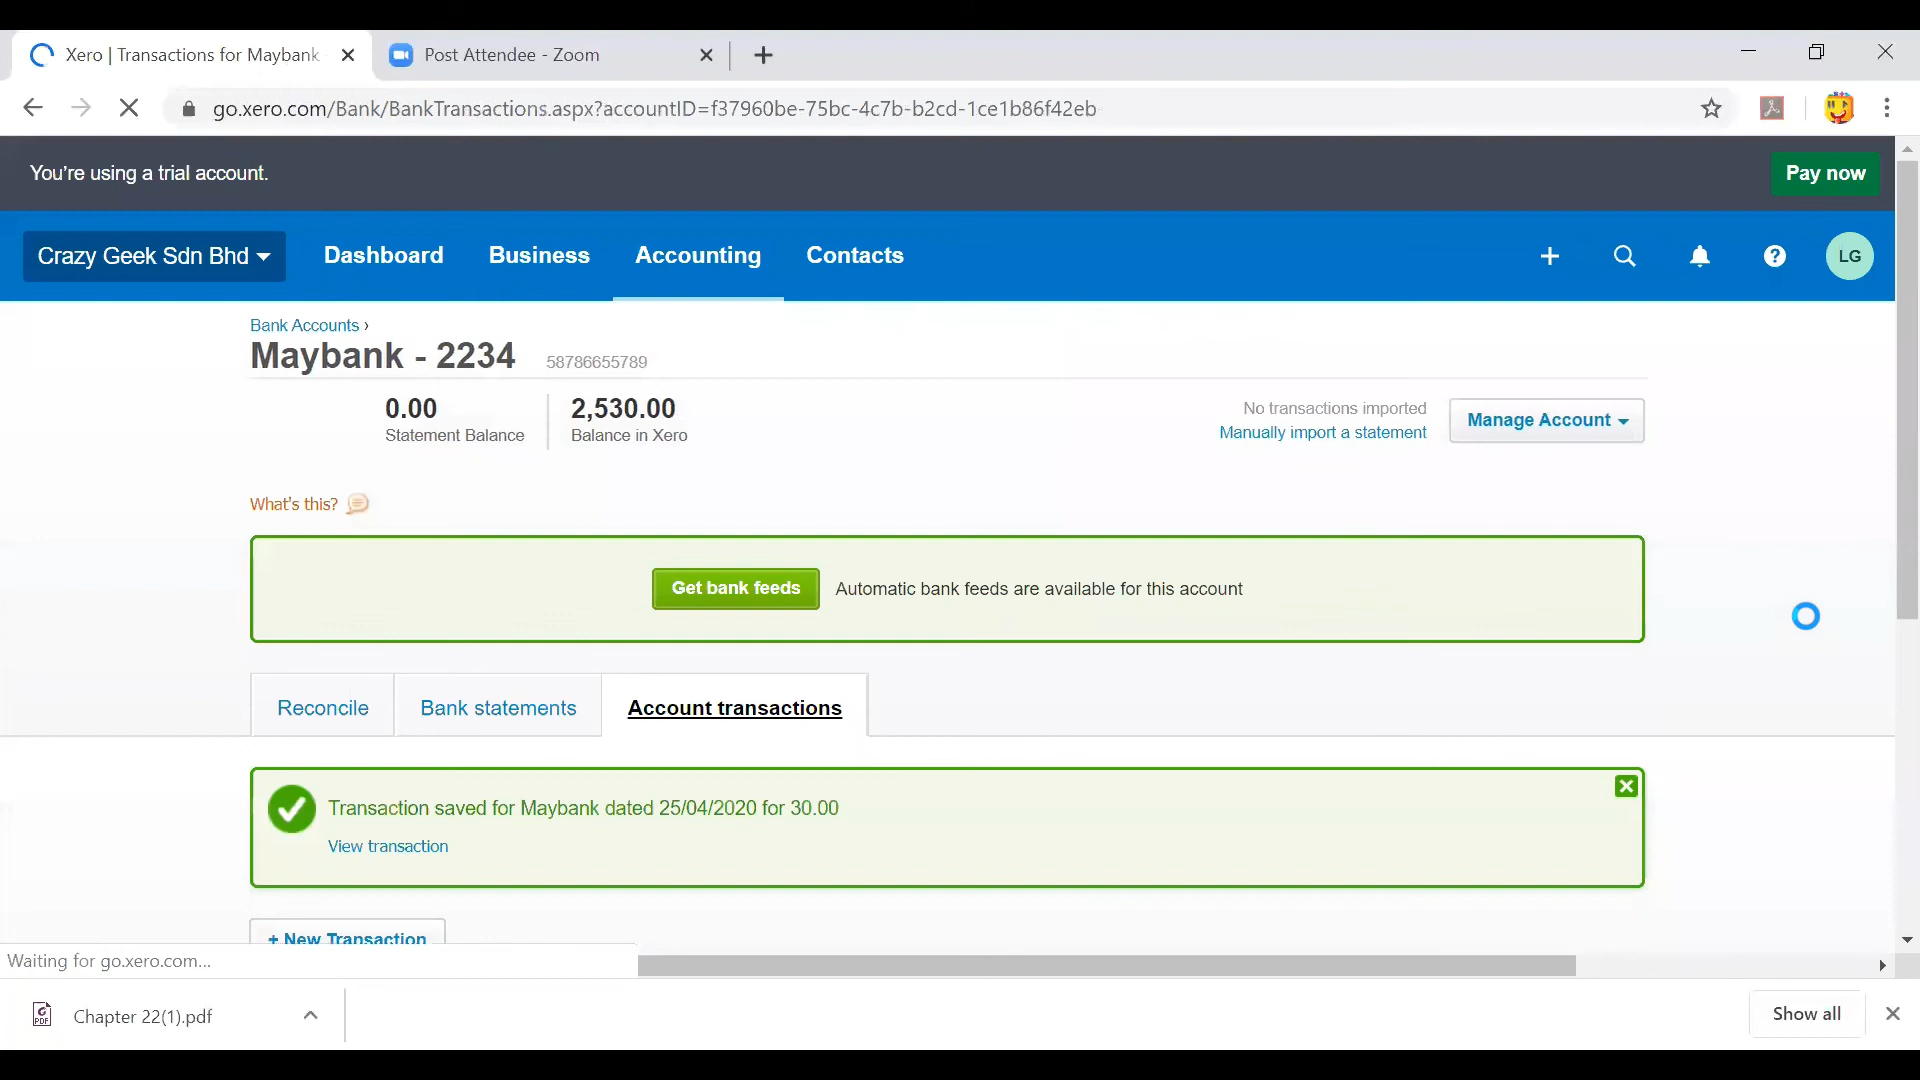 Xero | Transactions for Maybank
Post Attendee - Zoom
go.xero.com/Bank/BankTransactions.aspx?accountID=f37960be-75bc-4c7b-b2cd-1ce1b86f42eb
You're using a trial account.
Pay now
Crazy Geek Sdn Bhd
Dashboard
Business
Accounting
Contacts
LG
Bank Accounts ›
Maybank - 2234
58786655789
0.00
Statement Balance
2,530.00
Balance in Xero
No transactions imported
Manually import a statement
Manage Account
What's this?
Get bank feeds
Automatic bank feeds are available for this account
Reconcile
Bank statements
Account transactions
Transaction saved for Maybank dated 25/04/2020 for 30.00
View transaction
+ New Transaction
Waiting for go.xero.com...
Chapter 22(1).pdf
Show all